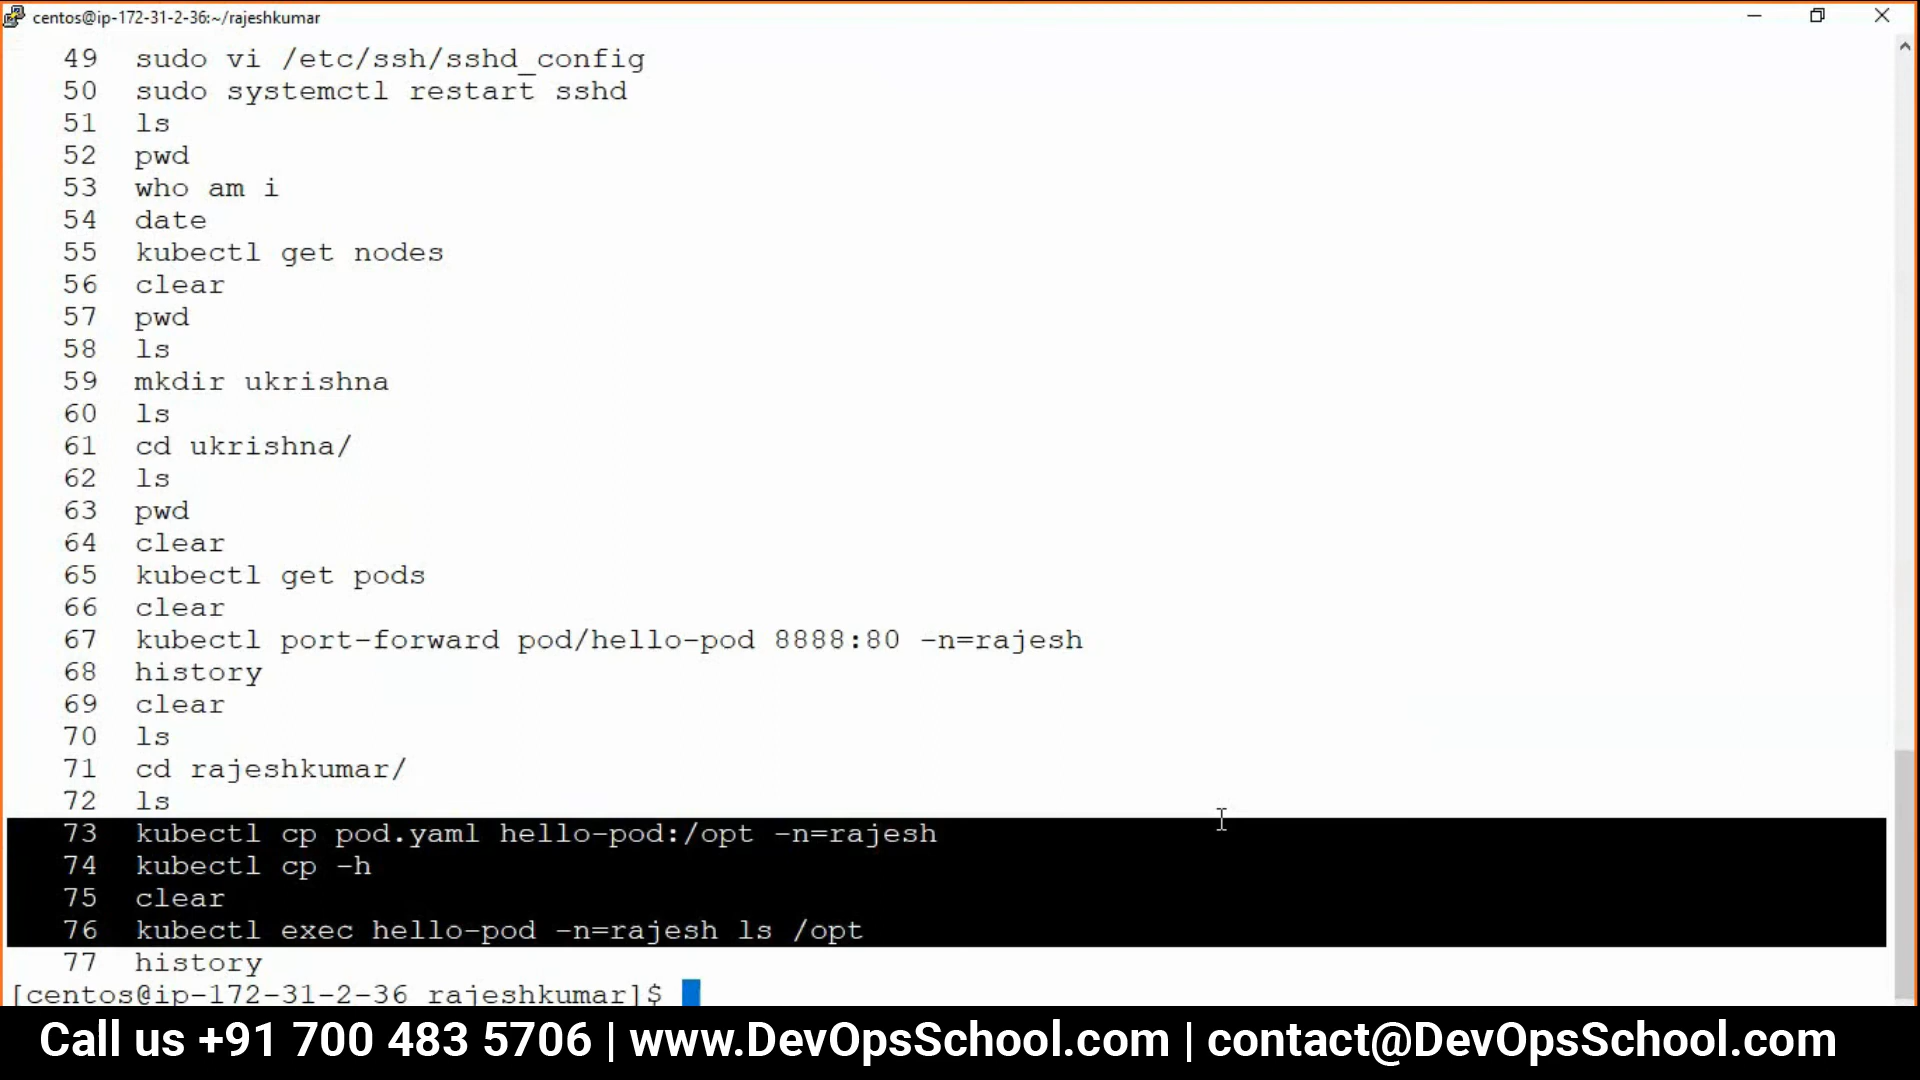 centos@ip-172-31-2-36:~/rajeshkumar
49 sudo vi /etc/ssh/sshd_config
50 sudo systemctl restart sshd
51 ls
52 pwd
53 who am i
54 date
55 kubectl get nodes
56 clear
57 pwd
58 ls
59 mkdir ukrishna
60 ls
61 cd ukrishna/
62 ls
63 pwd
64 clear
65 kubectl get pods
66 clear
67 kubectl port-forward pod/hello-pod 8888:80 -n=rajesh
68 history
69 clear
70 ls
71 cd rajeshkumar/
72 ls
73 kubectl cp pod.yaml hello-pod:/opt -n=rajesh
74 kubectl cp -h
75 clear
76 kubectl exec hello-pod -n=rajesh ls /opt
77 history
[centos@ip-172-31-2-36 rajeshkumar]$
Call us +91 700 483 5706 | www.DevOpsSchool.com | contact@DevOpsSchool.com